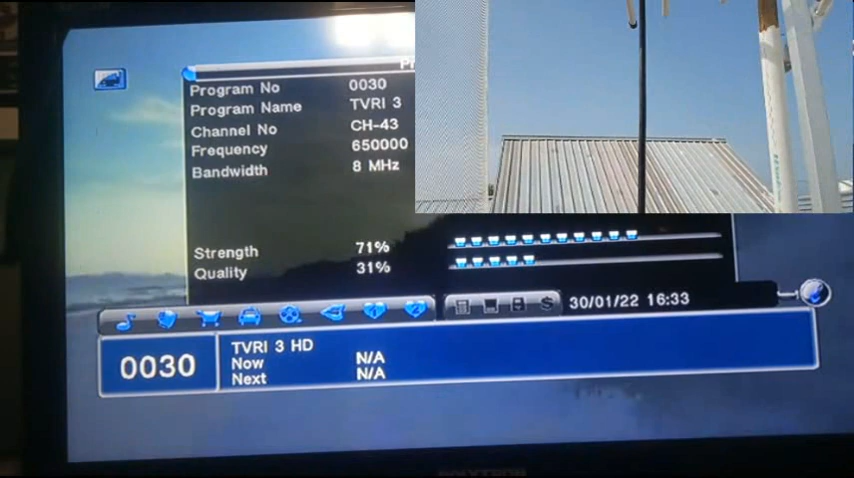 Program No 0030
Program Name TVRI 3
Channel No CH-43
Frequency 650000
Bandwidth 8 MHz
Strength 71%
Quality 31%
30/01/22 16:33
0030
TVRI 3 HD
Now N/A
Next N/A